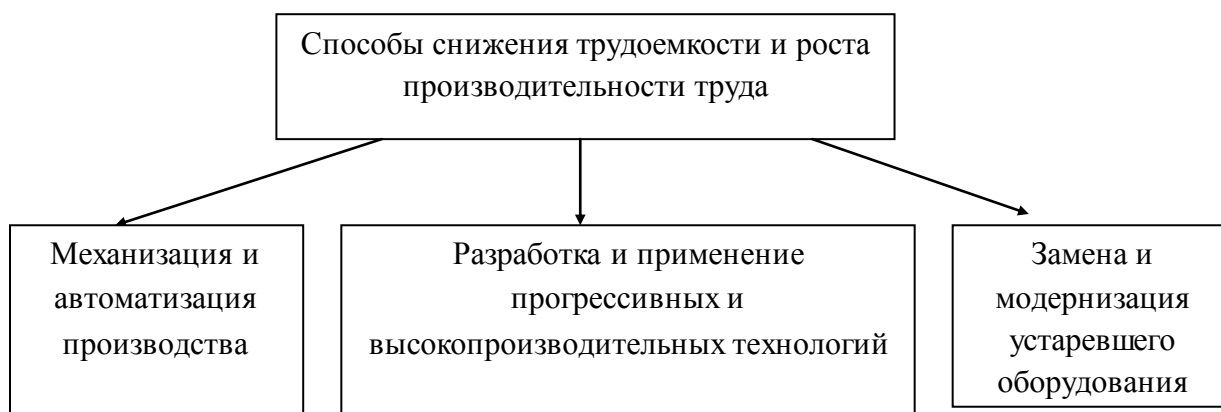 Способы снижения трудоемкости и роста
производительности труда
Механизация и
автоматизация
производства
Разработка и применение
прогрессивных и
высокопроизводительных технологий
Замена и
модернизация
устаревшего
оборудования